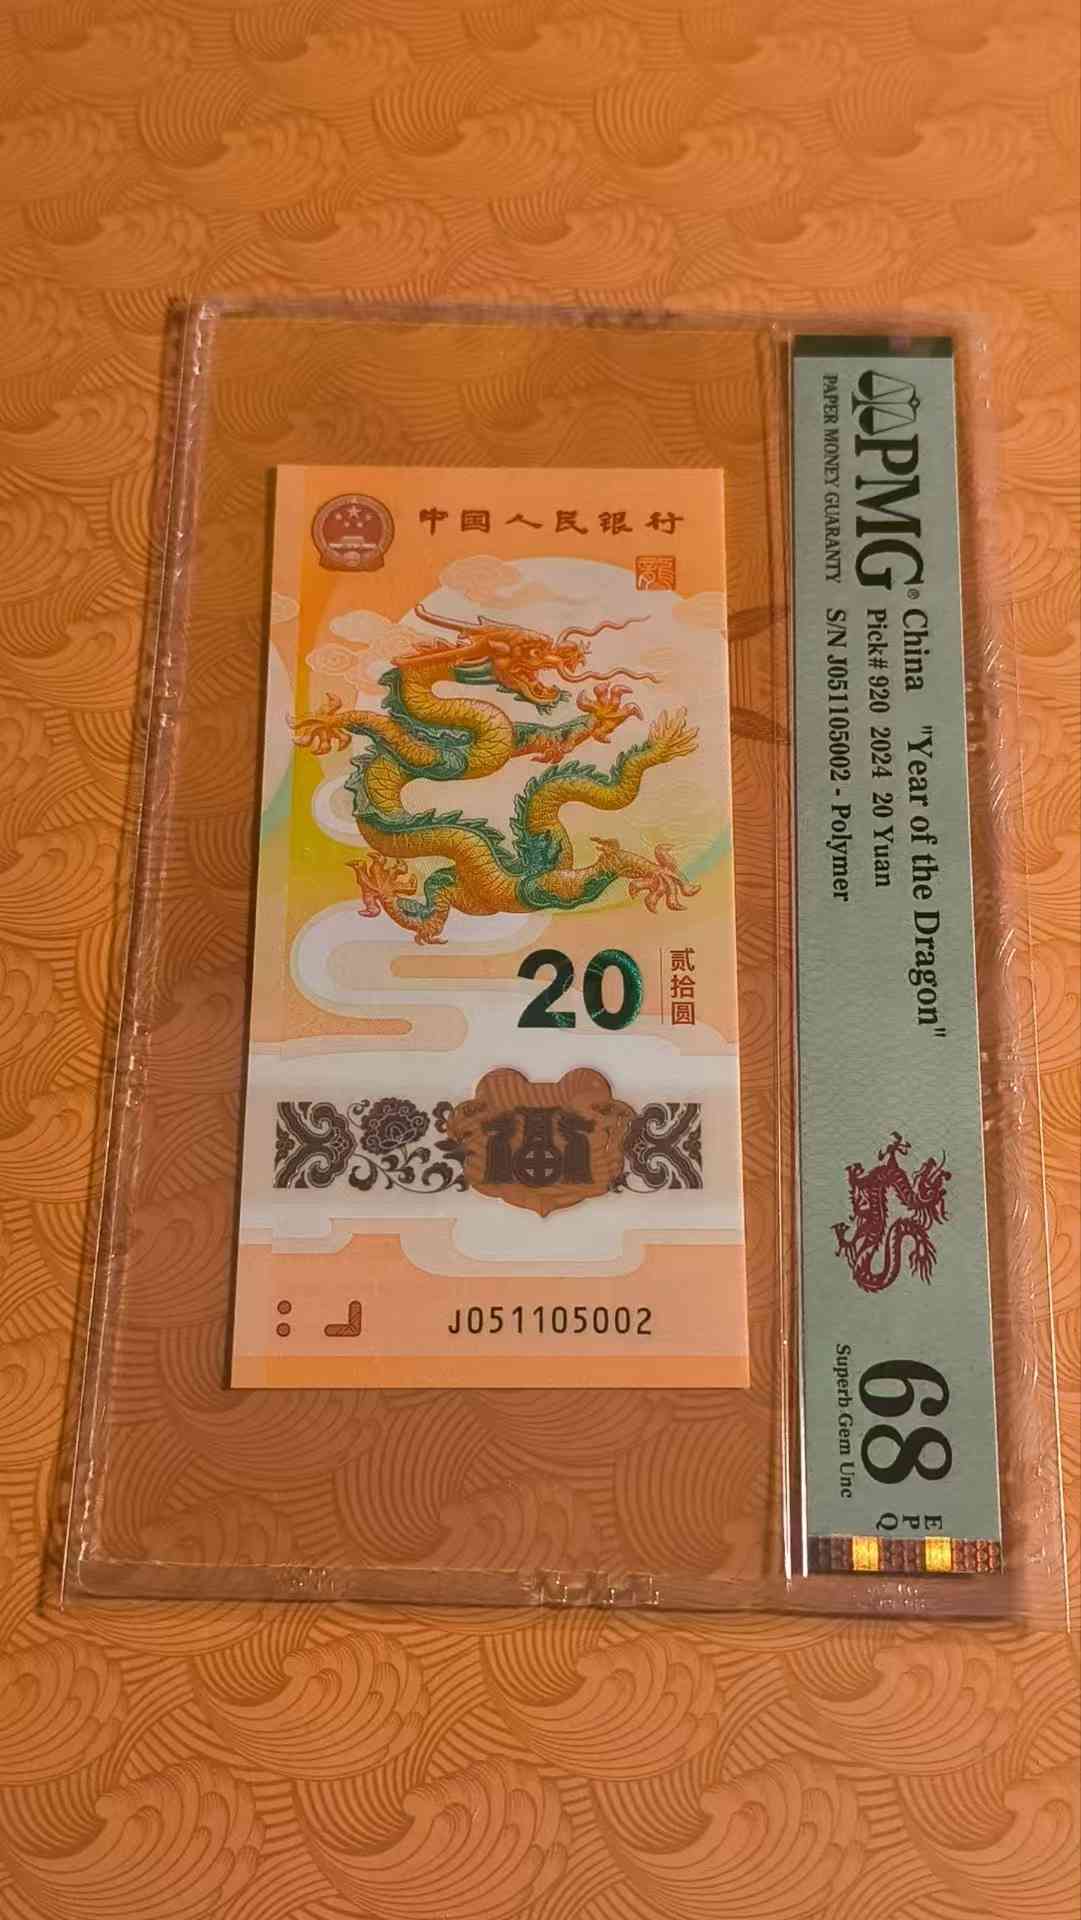 中国人民银行
龍
20
贰拾圆
J051105002
PMG®
PAPER MONEY GUARANTY
China "Year of the Dragon"
Pick# 920 2024 20 Yuan
S/N J051105002 - Polymer
68
Superb Gem Unc
E
P
Q